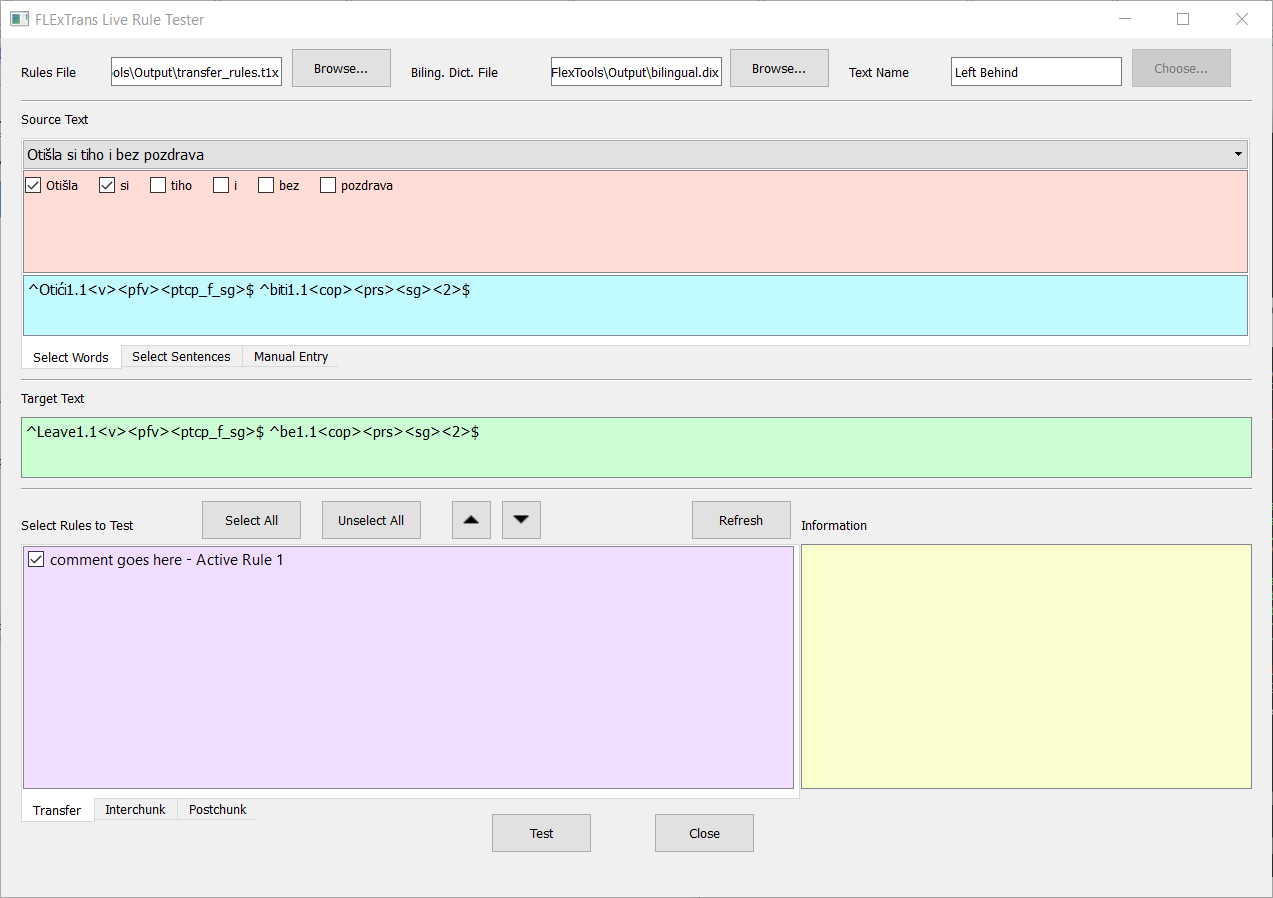 FLExTrans Live Rule Tester
Rules File ols\Output\transfer_rules.t1x Browse... Biling. Dict. File FlexTools\Output\bilingual.dix Browse... Text Name Left Behind Choose...
Source Text
Otišla si tiho i bez pozdrava
Otišla si tiho i bez pozdrava
^Otići1.1<v><pfv><ptcp_f_sg>$ ^biti1.1<cop><prs><sg><2>$
Select Words Select Sentences Manual Entry
Target Text
^Leave1.1<v><pfv><ptcp_f_sg>$ ^be1.1<cop><prs><sg><2>$
Select Rules to Test Select All Unselect All Refresh Information
comment goes here - Active Rule 1
Transfer Interchunk Postchunk
Test Close